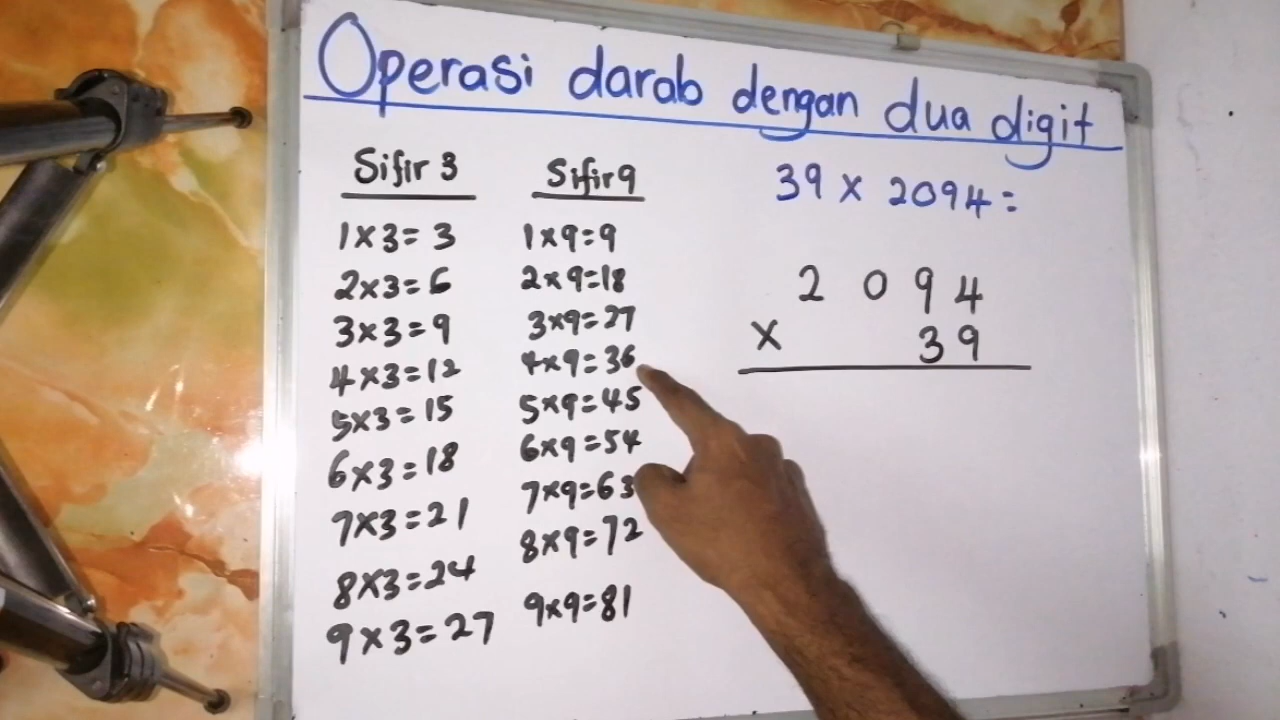 Operasi darab dengan dua digit
Sifir 3
1x3=3
2x3=6
3x3=9
4x3=12
5x3=15
6x3=18
7x3=21
8x3=24
9x3=27
Sifir 9
1x9=9
2x9=18
3x9=27
4x9=36
5x9=45
6x9=54
7x9=63
8x9=72
9x9=81
39 x 2094=
2 0 9 4
x 39